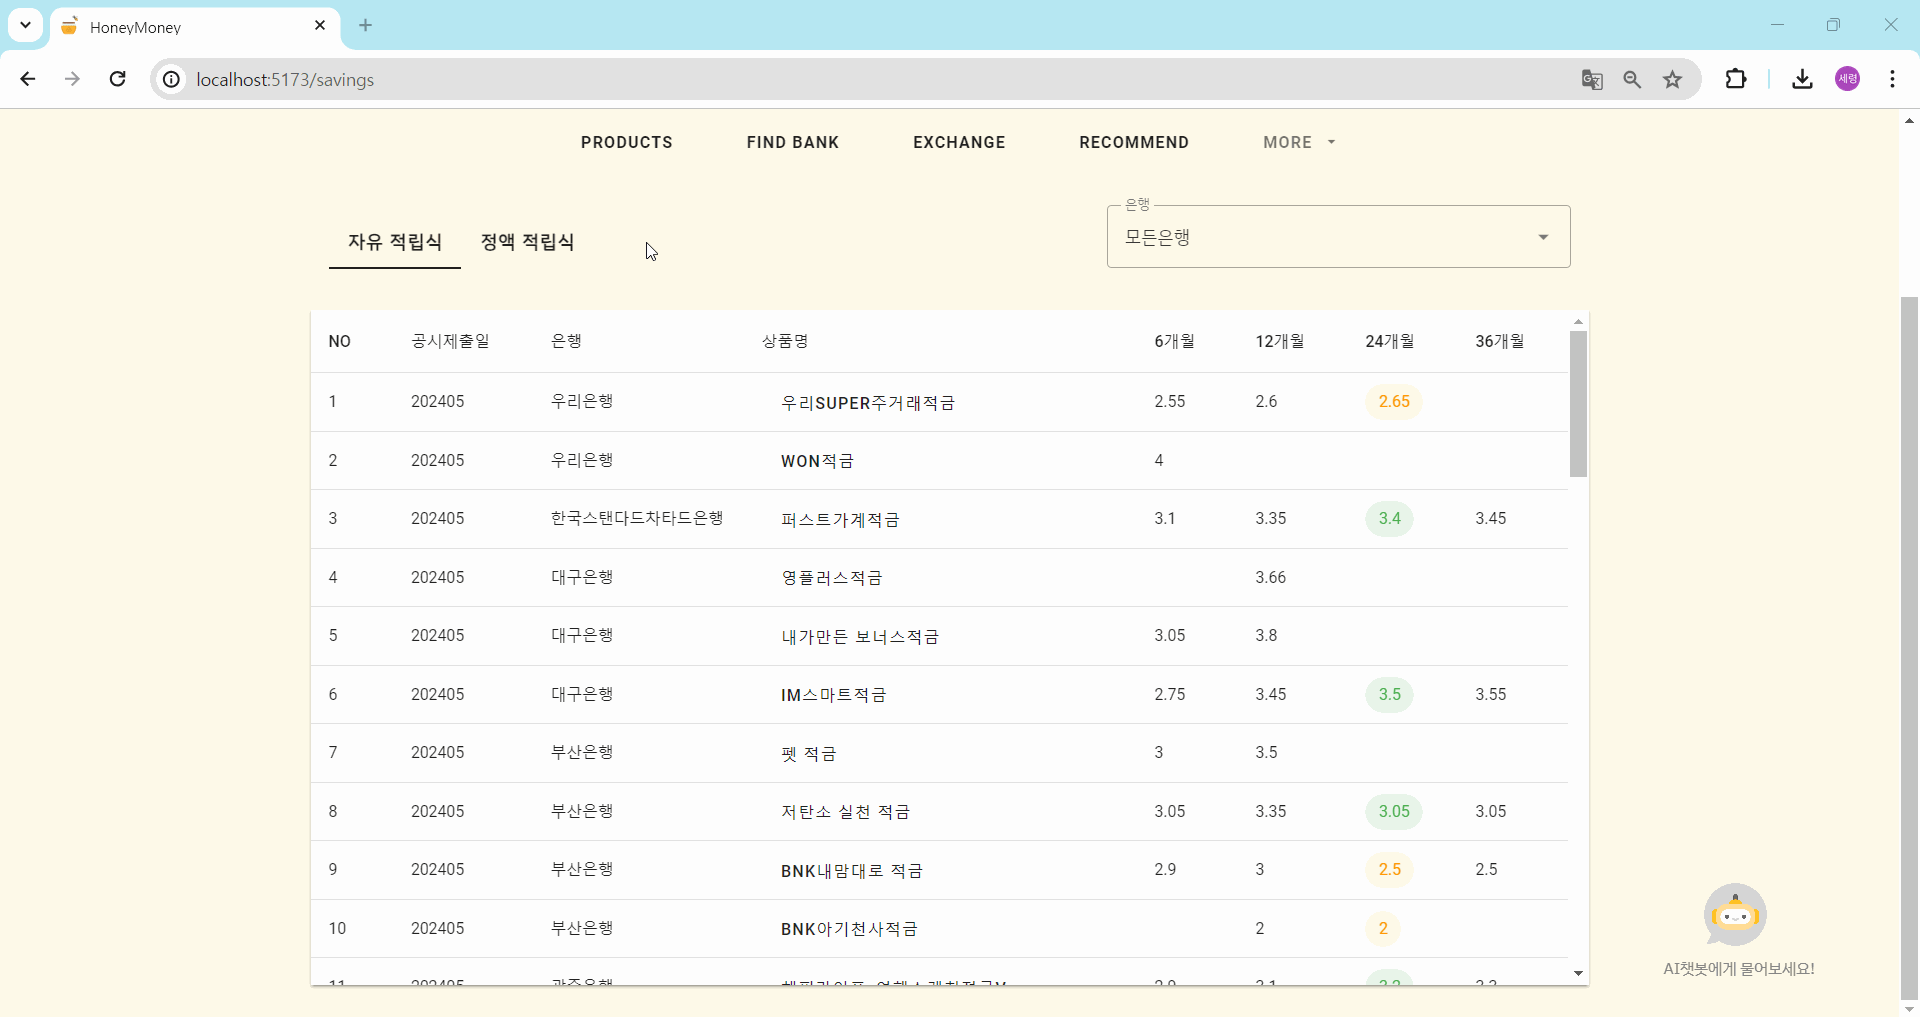 HoneyMoney
localhost:5173/savings
세령
PRODUCTS FIND BANK EXCHANGE RECOMMEND MORE
은행
자유 적립식 정액 적립식 모든은행
NO 공시제출일 은행 상품명 6개월 12개월 24개월 36개월
1 202405 우리은행 우리SUPER주거래적금 2.55 2.6 2.65
2 202405 우리은행 WON적금 4
3 202405 한국스탠다드차타드은행 퍼스트가계적금 3.1 3.35 3.4 3.45
4 202405 대구은행 영플러스적금 3.66
5 202405 대구은행 내가만든 보너스적금 3.05 3.8
6 202405 대구은행 IM스마트적금 2.75 3.45 3.5 3.55
7 202405 부산은행 펫 적금 3 3.5
8 202405 부산은행 저탄소 실천 적금 3.05 3.35 3.05 3.05
9 202405 부산은행 BNK내맘대로 적금 2.9 3 2.5 2.5
10 202405 부산은행 BNK아기천사적금 2 2
11 202405 광주은행
AI챗봇에게 물어보세요!